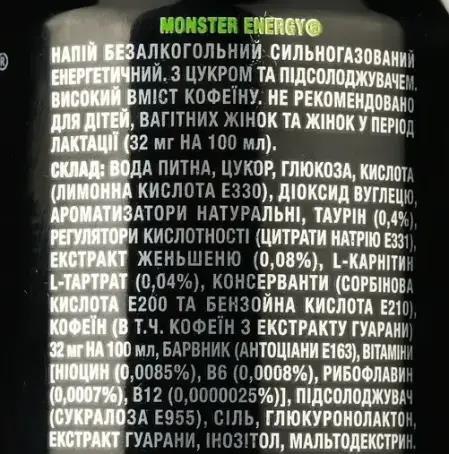 MONSTER ENERGY®
®
НАПІЙ БЕЗАЛКОГОЛЬНИЙ СИЛЬНОГАЗОВАНИЙ
ЕНЕРГЕТИЧНИЙ. З ЦУКРОМ ТА ПІДСОЛОДЖУВАЧЕМ.
ВИСОКИЙ ВМІСТ КОФЕЇНУ. НЕ РЕКОМЕНДОВАНО
ДЛЯ ДІТЕЙ, ВАГІТНИХ ЖІНОК ТА ЖІНОК У ПЕРІОД
ЛАКТАЦІЇ (32 мг НА 100 мл).
СКЛАД: ВОДА ПИТНА, ЦУКОР, ГЛЮКОЗА, КИСЛОТА
(ЛИМОННА КИСЛОТА Е330), ДІОКСИД ВУГЛЕЦЮ,
АРОМАТИЗАТОРИ НАТУРАЛЬНІ, ТАУРІН (0,4%),
РЕГУЛЯТОРИ КИСЛОТНОСТІ (ЦИТРАТИ НАТРІЮ Е331),
ЕКСТРАКТ ЖЕНЬШЕНЮ (0,08%), L-КАРНІТИН
L-ТАРТРАТ (0,04%), КОНСЕРВАНТИ (СОРБІНОВА
КИСЛОТА Е200 ТА БЕНЗОЙНА КИСЛОТА Е210),
КОФЕЇН (В Т.Ч. КОФЕЇН З ЕКСТРАКТУ ГУАРАНИ)
32 мг НА 100 мл, БАРВНИК (АНТОЦІАНИ Е163), ВІТАМІНИ
[НІОЦИН (0,0085%), В6 (0,0008%), РИБОФЛАВИН
(0,0007%), В12 (0,0000025%)], ПІДСОЛОДЖУВАЧ
(СУКРАЛОЗА Е955), СІЛЬ, ГЛЮКУРОНОЛАКТОН,
ЕКСТРАКТ ГУАРАНИ, ІНОЗІТОЛ, МАЛЬТОДЕКСТРИН.